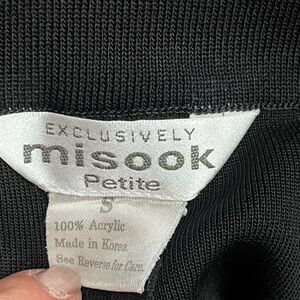 EXCLUSIVELY
misook
Petite
S
100% Acrylic
Made in Korea
See Reverse for Care